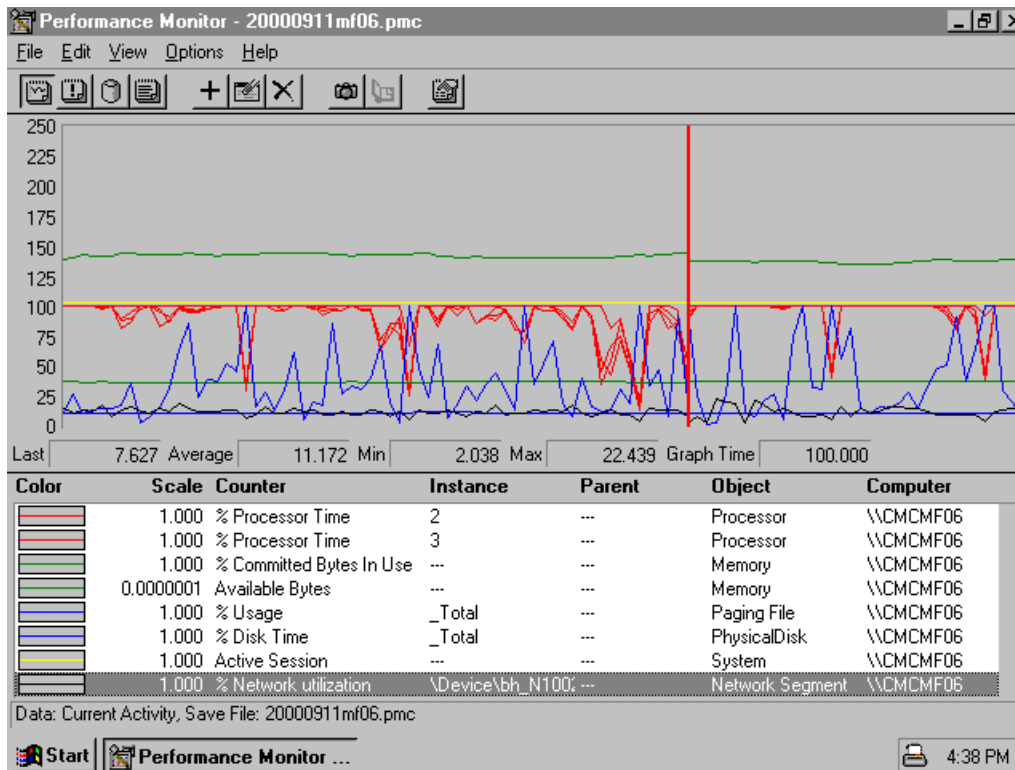 Performance Monitor - 20000911mf06.pmc
File Edit View Options Help
250
225
200
175
150
125
100
75
50
25
0
Last 7.627 Average 11.172 Min 2.038 Max 22.439 Graph Time 100.000
Color Scale Counter Instance Parent Object Computer
1.000 % Processor Time 2 --- Processor \\CMCMF06
1.000 % Processor Time 3 --- Processor \\CMCMF06
1.000 % Committed Bytes In Use --- --- Memory \\CMCMF06
0.0000001 Available Bytes --- --- Memory \\CMCMF06
1.000 % Usage _Total --- Paging File \\CMCMF06
1.000 % Disk Time _Total --- PhysicalDisk \\CMCMF06
1.000 Active Session --- --- System \\CMCMF06
1.000 % Network utilization \Device\bh_N100 --- Network Segment \\CMCMF06
Data: Current Activity, Save File: 20000911mf06.pmc
Start Performance Monitor ... 4:38 PM